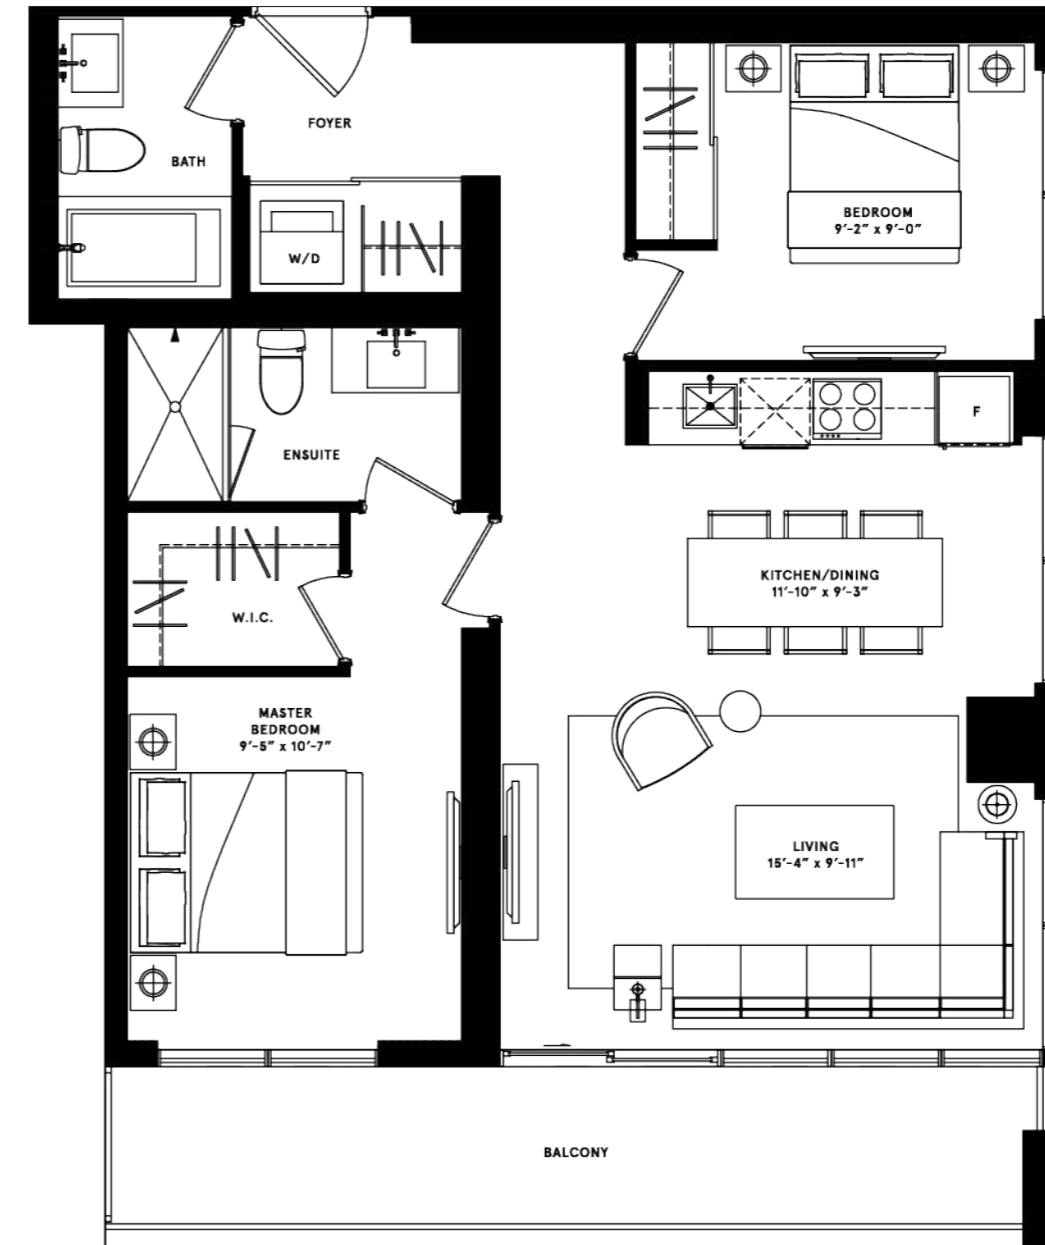 FOYER
BATH
BEDROOM
9'-2" x 9'-0"
W/D
F
ENSUITE
KITCHEN/DINING
11'-10" x 9'-3"
W.I.C.
MASTER
BEDROOM
9'-5" x 10'-7"
LIVING
15'-4" x 9'-11"
BALCONY